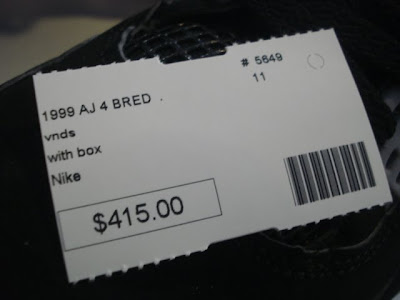 # 5649
11
1999 AJ 4 BRED
vnds
with box
Nike
$415.00